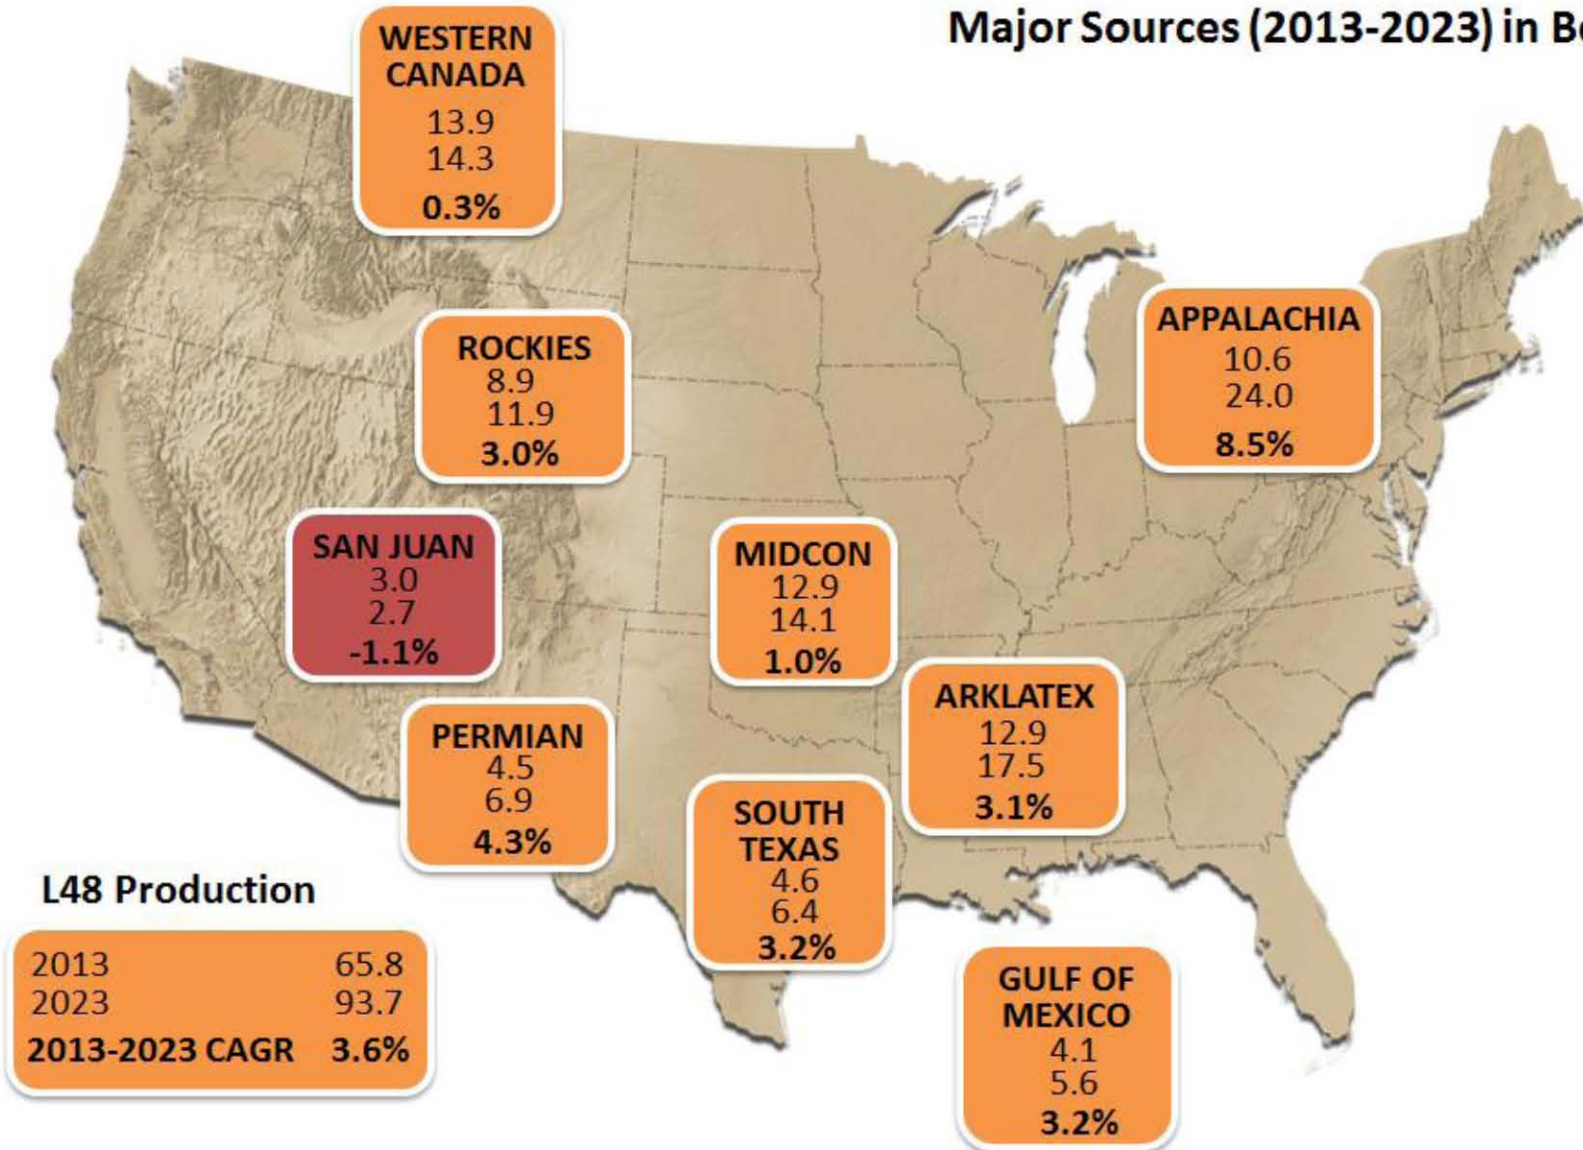 Major Sources (2013-2023) in
WESTERN
CANADA
13.9
14.3
0.3%
ROCKIES
8.9
11.9
3.0%
APPALACHIA
10.6
24.0
8.5%
SAN JUAN
3.0
2.7
-1.1%
MIDCON
12.9
14.1
1.0%
ARKLATEX
12.9
17.5
3.1%
PERMIAN
4.5
6.9
4.3%
SOUTH
TEXAS
4.6
6.4
3.2%
L48 Production
2013 65.8
2023 93.7
2013-2023 CAGR 3.6%
GULF OF
MEXICO
4.1
5.6
3.2%